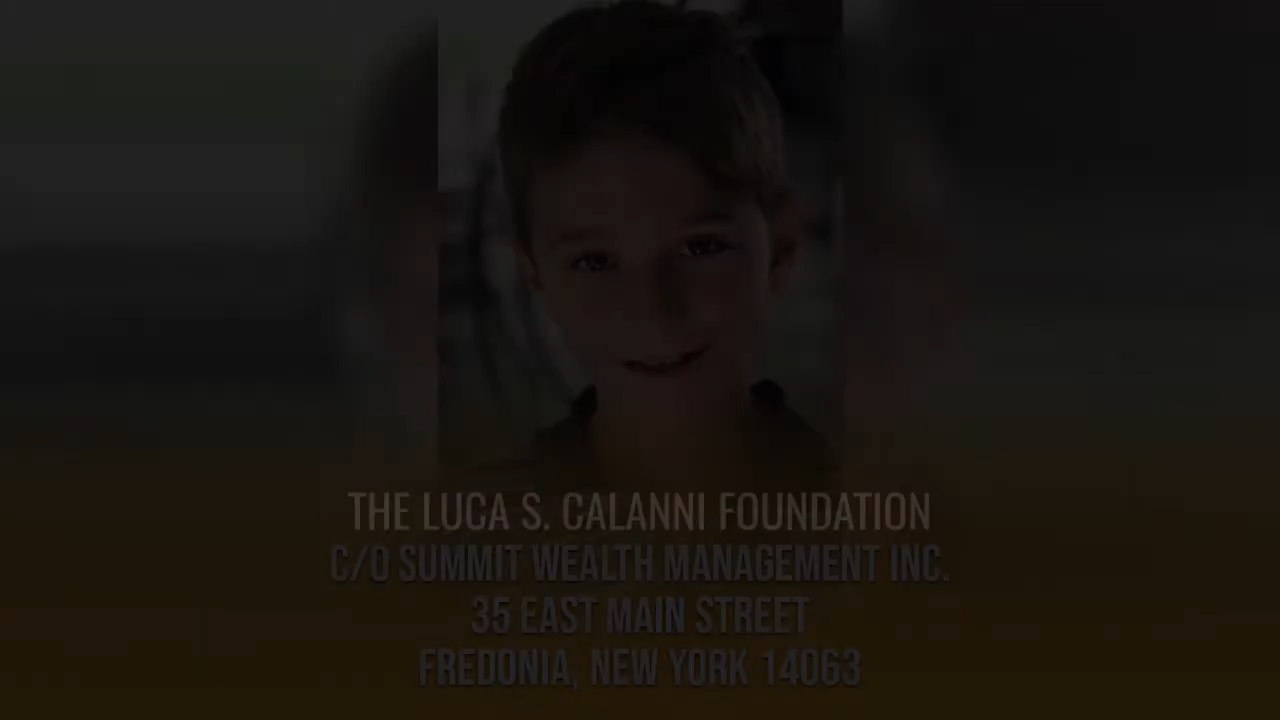 THE LUCA S. CALANNI FOUNDATION
C/O SUMMIT WEALTH MANAGEMENT INC.
35 EAST MAIN STREET
FREDONIA, NEW YORK 14063